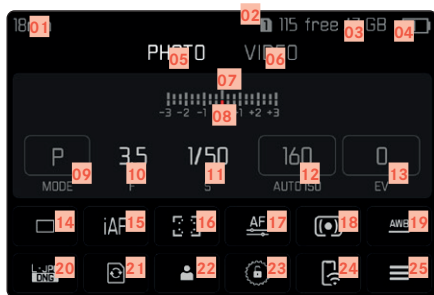 01 02 1 115 free GB 03 04
PHOTO VIDEO
05 06
07
08
-3 -2 -1 +1 +2 +3
P 3.5 1/50 160 0
09 10 11 12 13
MODE F S AUTO ISO EV
14 iAF 15 16 AF 17 18 AWB 19
L-JPG DNG 20 21 22 23 24 25